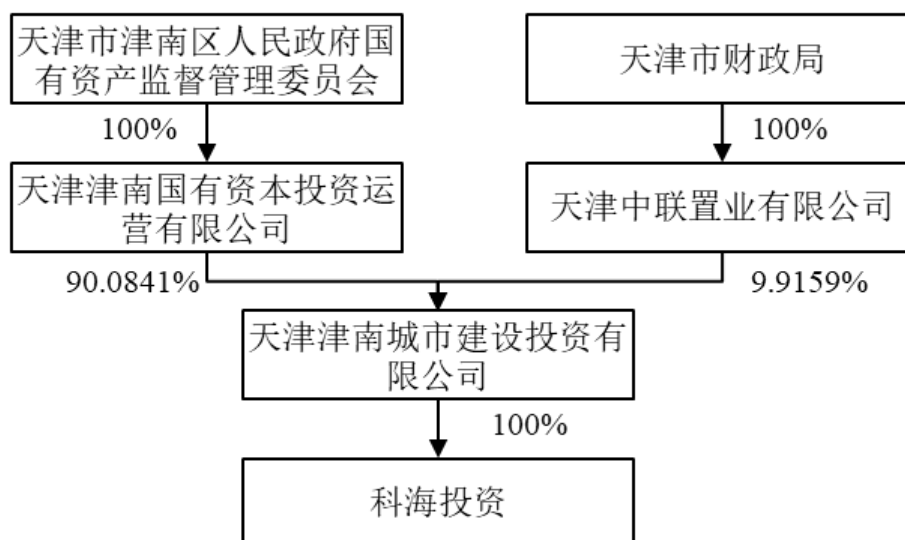 天津市津南区人民政府国
有资产监督管理委员会
天津市财政局
100%
100%
天津津南国有资本投资运
营有限公司
天津中联置业有限公司
90.0841%
9.9159%
天津津南城市建设投资有
限公司
100%
科海投资